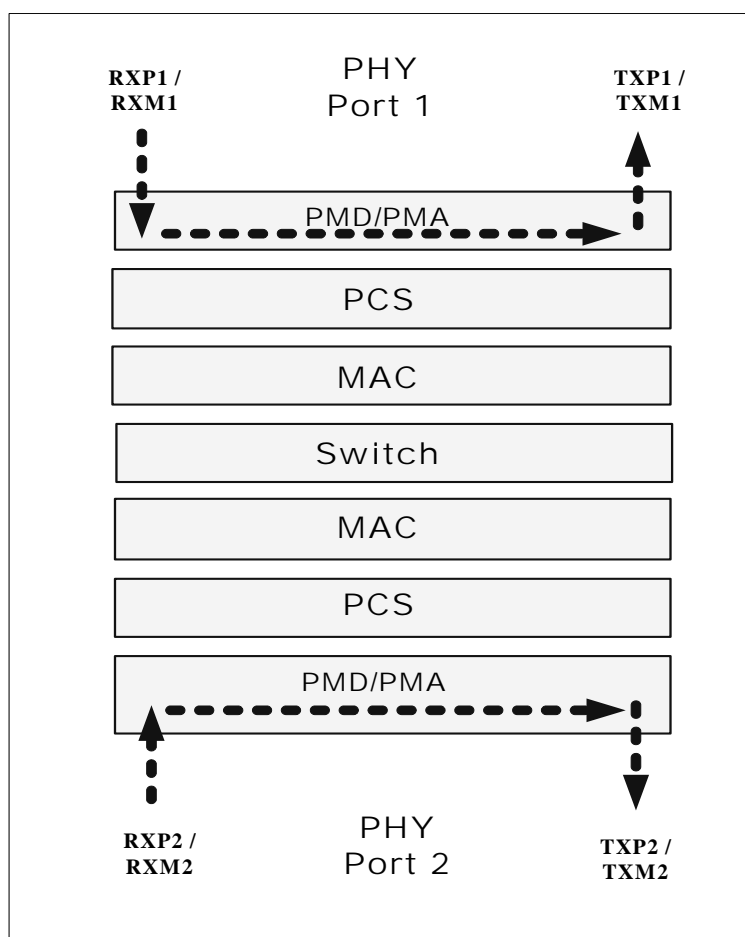 RXP1 /
RXM1
PHY
Port 1
TXP1 /
TXM1
PMD/PMA
PCS
MAC
Switch
MAC
PCS
PMD/PMA
RXP2 /
RXM2
PHY
Port 2
TXP2 /
TXM2